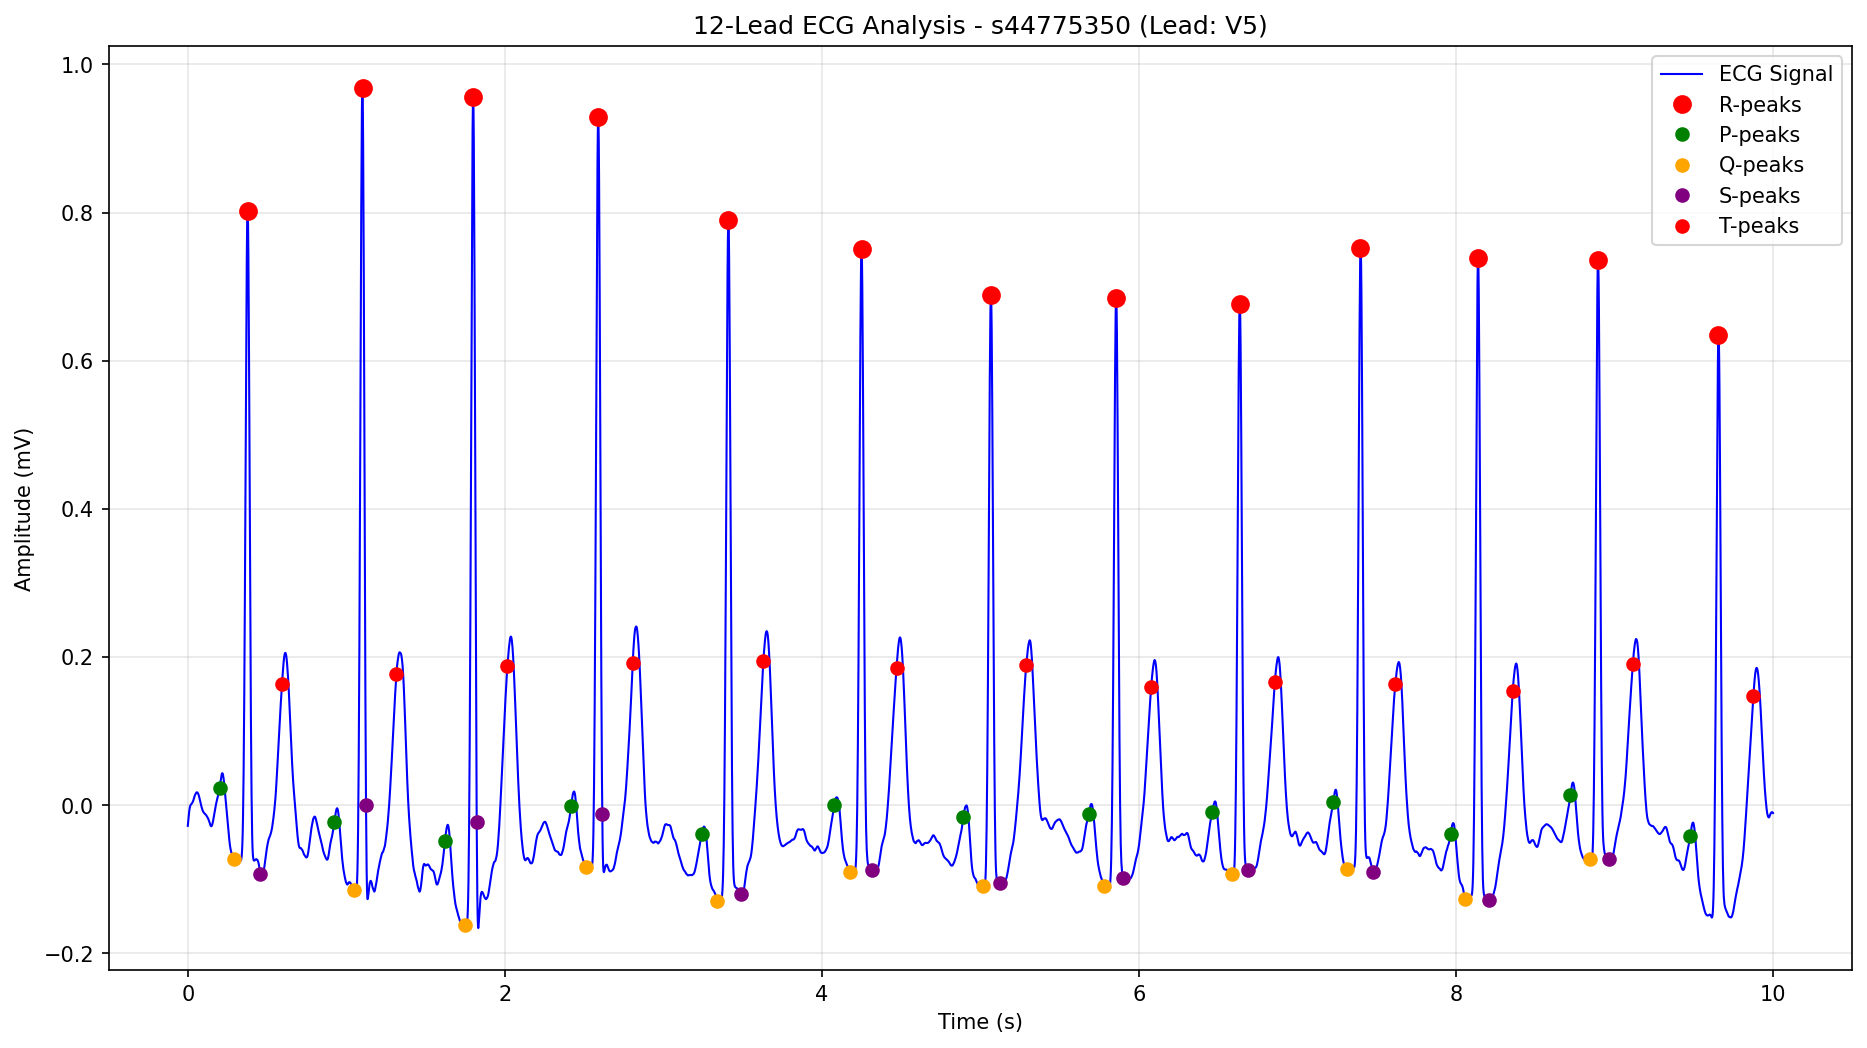 12-Lead ECG Analysis - s44775350 (Lead: V5)
ECG Signal
R-peaks
P-peaks
Q-peaks
S-peaks
T-peaks
1.0
0.8
0.6
0.4
0.2
0.0
−0.2
Amplitude (mV)
0 2 4 6 8 10
Time (s)